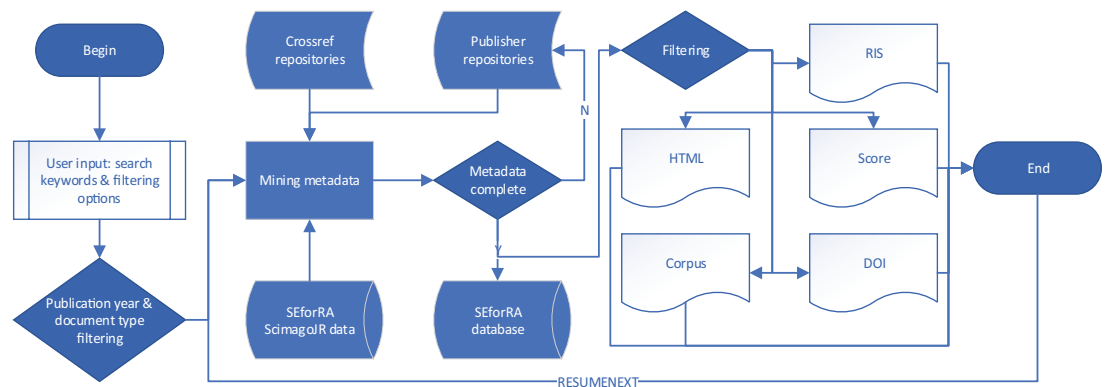 Begin
Crossref
repositories
Publisher
repositories
Filtering
RIS
N
User input: search
keywords & filtering
options
Mining metadata
Metadata
complete
HTML
Score
End
Y
Publication year &
document type
filtering
SEforRA
ScimagoJR data
SEforRA
database
Corpus
DOI
RESUMENEXT